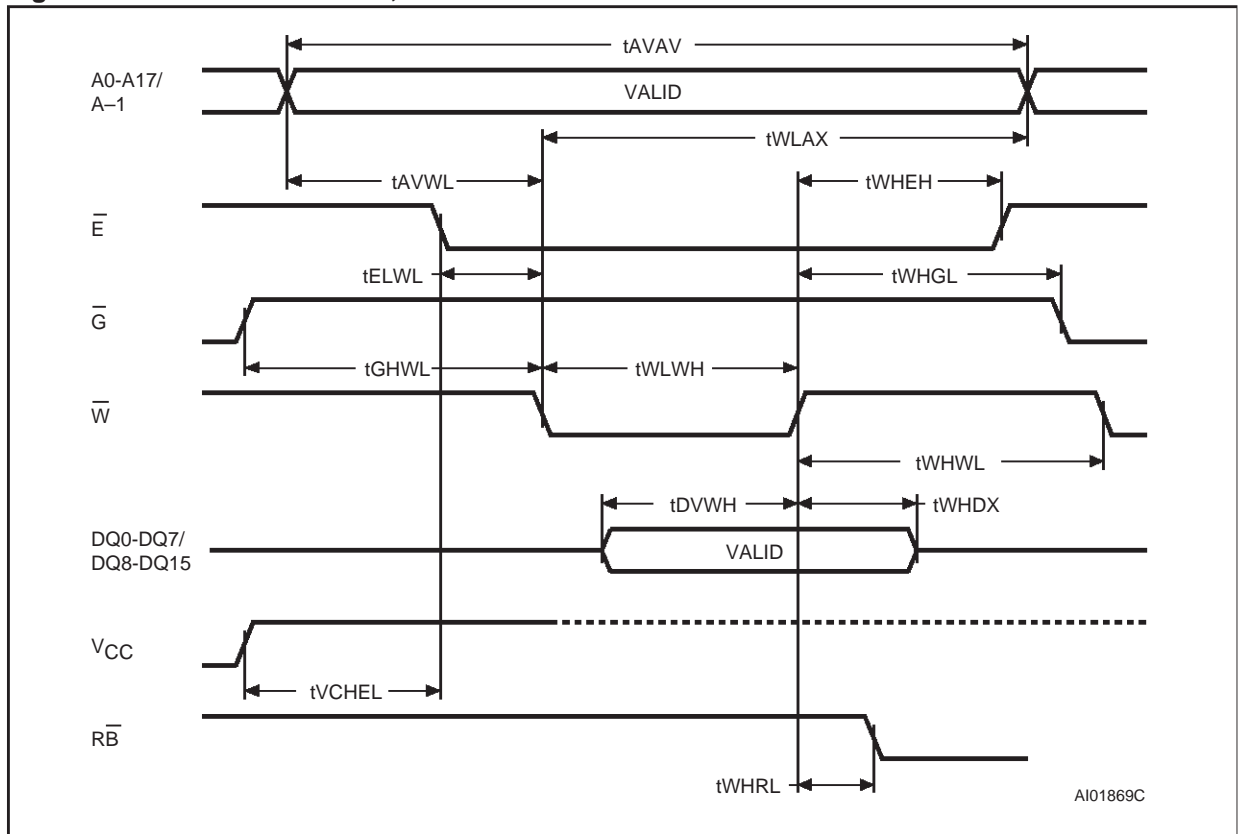 tAVAV
A0-A17/
A–1
VALID
tWLAX
tAVWL
tWHEH
E̅
tELWL
tWHGL
G̅
tGHWL
tWLWH
W̅
tWHWL
tDVWH
tWHDX
DQ0-DQ7/
DQ8-DQ15
VALID
VCC
tVCHEL
RB̅
tWHRL
AI01869C